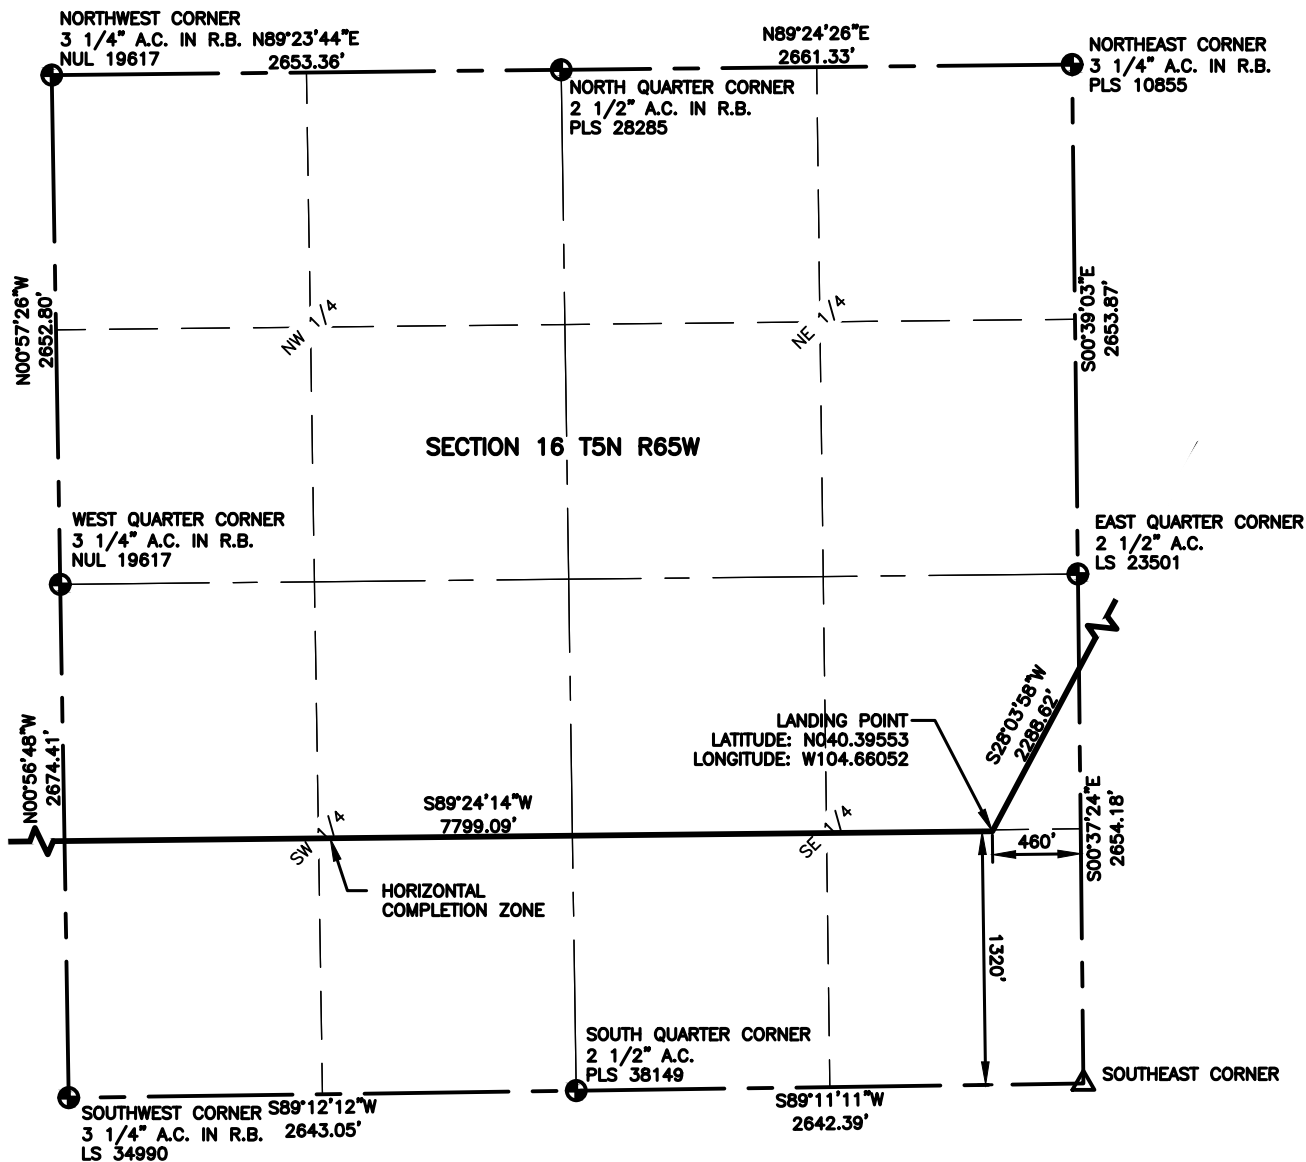 NORTHWEST CORNER
3 1/4" A.C. IN R.B.
NUL 19617
N89°23'44"E
2653.36'
N89°24'26"E
2661.33'
NORTHEAST CORNER
3 1/4" A.C. IN R.B.
PLS 10855
NORTH QUARTER CORNER
2 1/2" A.C. IN R.B.
PLS 28285
N00°57'26"W
2652.80'
NW 1/4
NE 1/4
S00°39'03"E
2653.87'
SECTION 16 T5N R65W
WEST QUARTER CORNER
3 1/4" A.C. IN R.B.
NUL 19617
EAST QUARTER CORNER
2 1/2" A.C.
LS 23501
S28°03'58"W
2288.62'
LANDING POINT
LATITUDE: N040.39553
LONGITUDE: W104.66052
N00°56'48"W
2674.41'
S89°24'14"W
7799.09'
SW 1/4
SE 1/4
460'
S00°37'24"E
2654.18'
HORIZONTAL
COMPLETION ZONE
1320'
SOUTH QUARTER CORNER
2 1/2" A.C.
PLS 38149
SOUTHEAST CORNER
SOUTHWEST CORNER
3 1/4" A.C. IN R.B.
LS 34990
S89°12'12"W
2643.05'
S89°11'11"W
2642.39'